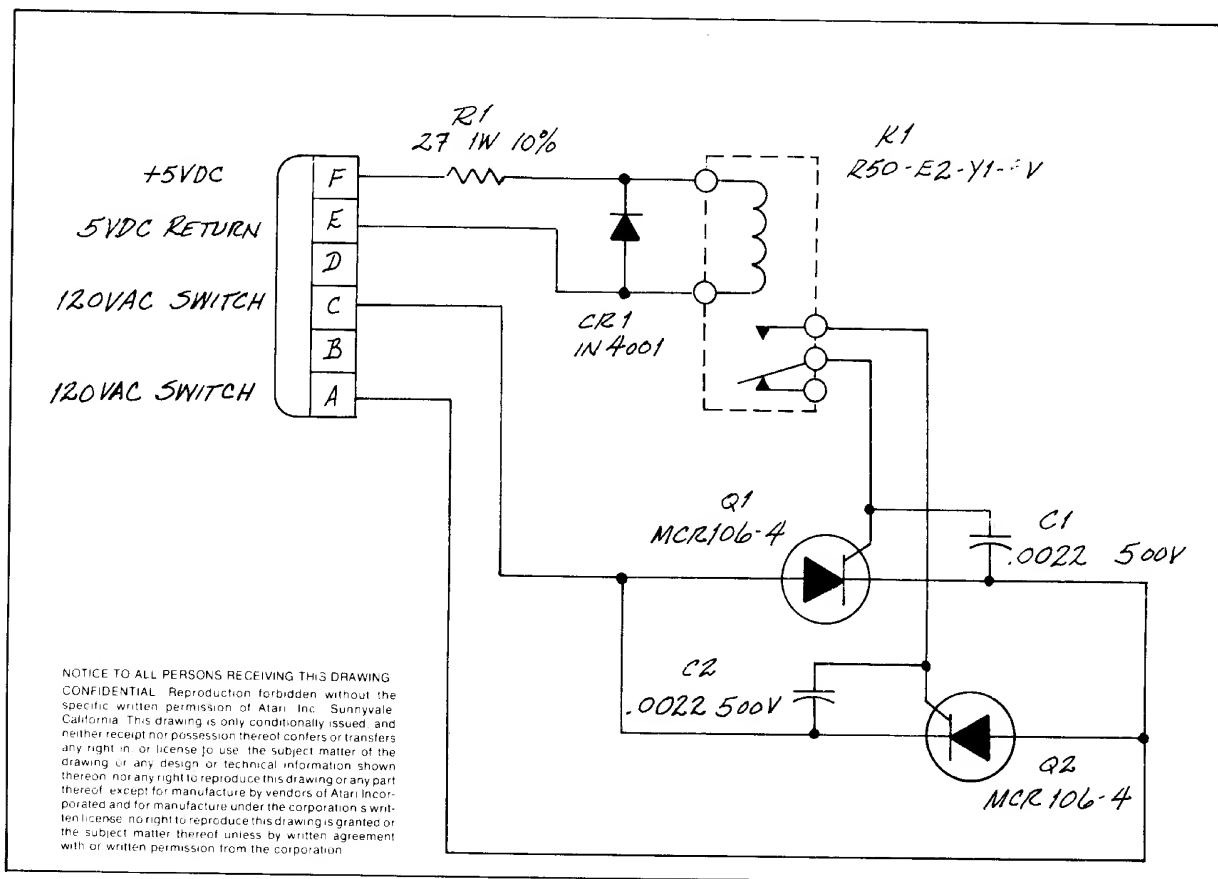 R1
27 1W 10%
K1
R50-E2-Y1-
V
+5VDC
F
5VDC RETURN
E
D
120VAC SWITCH
C
B
120VAC SWITCH
A
CR1
IN4001
Q1
MCR106-4
C1
.0022 500V
C2
.0022 500V
Q2
MCR106-4
NOTICE TO ALL PERSONS RECEIVING THIS DRAWING
CONFIDENTIAL Reproduction forbidden without the
specific written permission of Atari Inc Sunnyvale
California This drawing is only conditionally issued and
neither receipt nor possession thereof confers or transfers
any right in or license to use the subject matter of the
drawing or any design or technical information shown
thereon nor any right to reproduce this drawing or any part
thereof except for manufacture by vendors of Atari Incor-
porated and for manufacture under the corporation s writ-
ten license no right to reproduce this drawing is granted or
the subject matter thereof unless by written agreement
with or written permission from the corporation